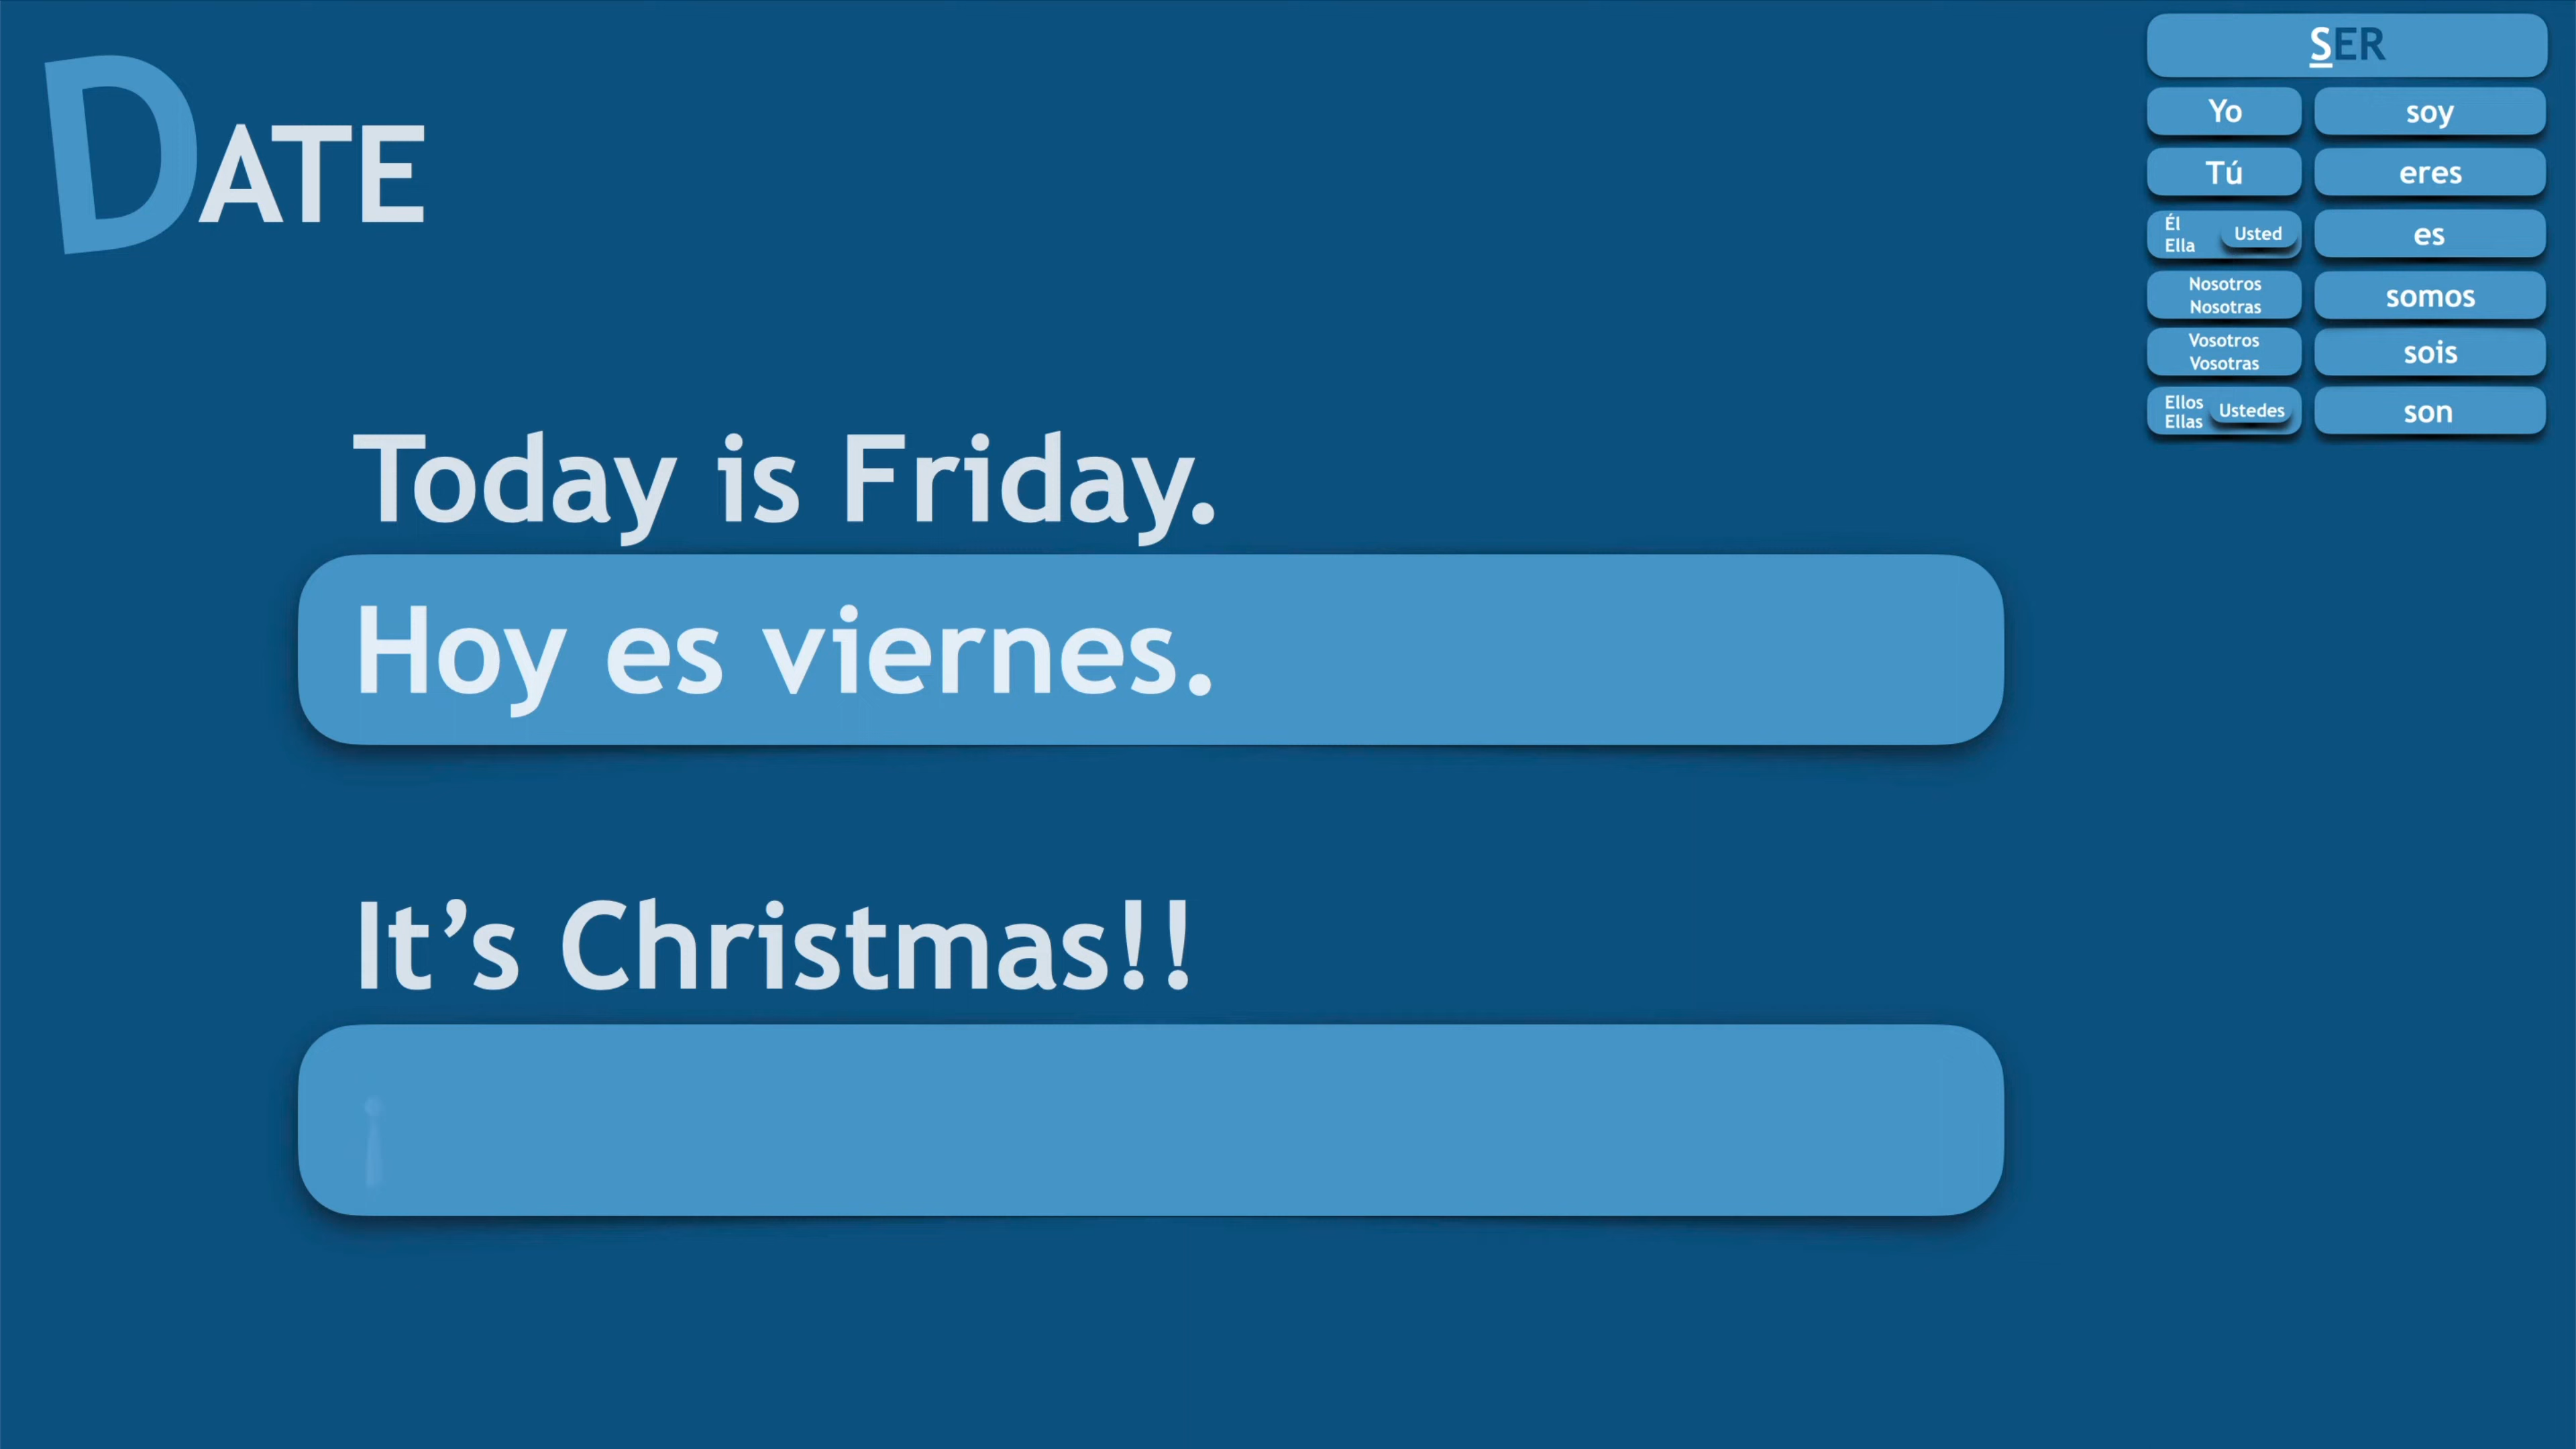 DATE
Today is Friday.
Hoy es viernes.
It’s Christmas!!
¡
SER
Yo soy
Tú eres
Él
Ella
Usted
es
Nosotros
Nosotras
somos
Vosotros
Vosotras
sois
Ellos
Ellas
Ustedes
son